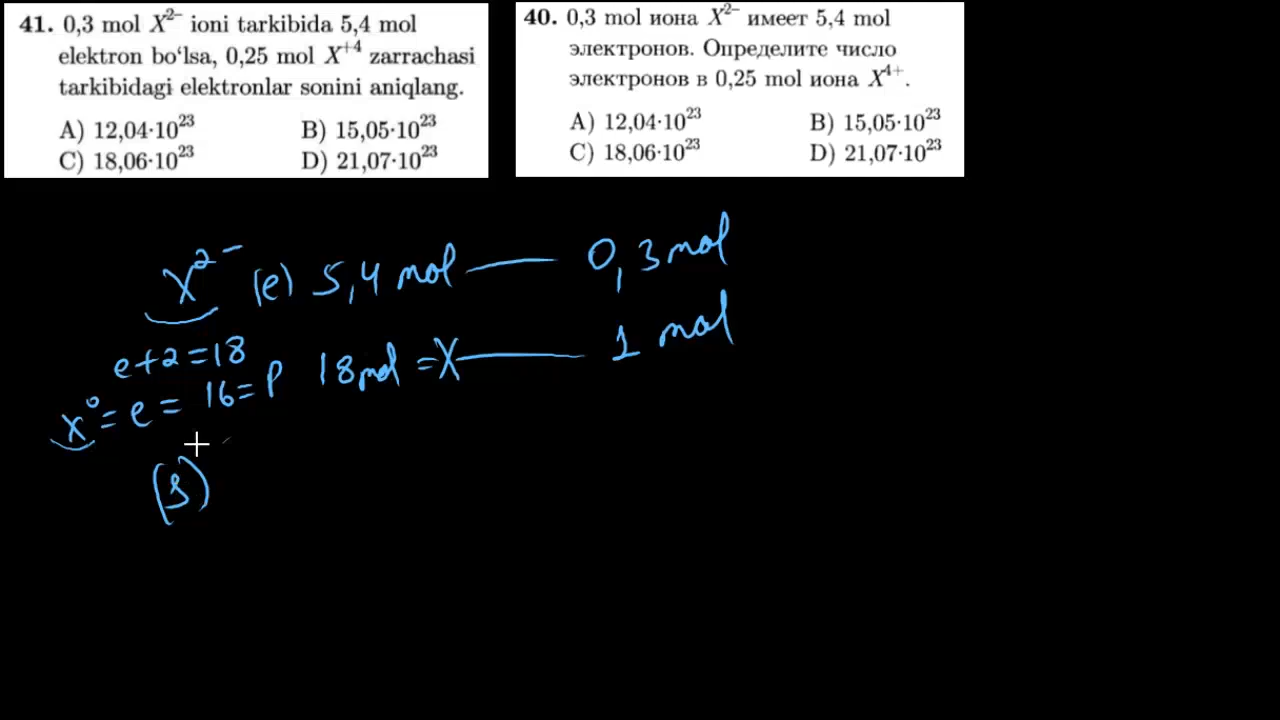 41. 0,3 mol X²⁻ ioni tarkibida 5,4 mol
elektron bo‘lsa, 0,25 mol X⁺⁴ zarrachasi
tarkibidagi elektronlar sonini aniqlang.
A) 12,04·10²³ B) 15,05·10²³
C) 18,06·10²³ D) 21,07·10²³
40. 0,3 mol иона X²⁻ имеет 5,4 mol
электронов. Определите число
электронов в 0,25 mol иона X⁴⁺.
A) 12,04·10²³ B) 15,05·10²³
C) 18,06·10²³ D) 21,07·10²³
X²⁻ (e) 5,4 mol — 0,3 mol
e+2=18 18 mol = X — 1 mol
X⁰ = e = 16 = P
(S)